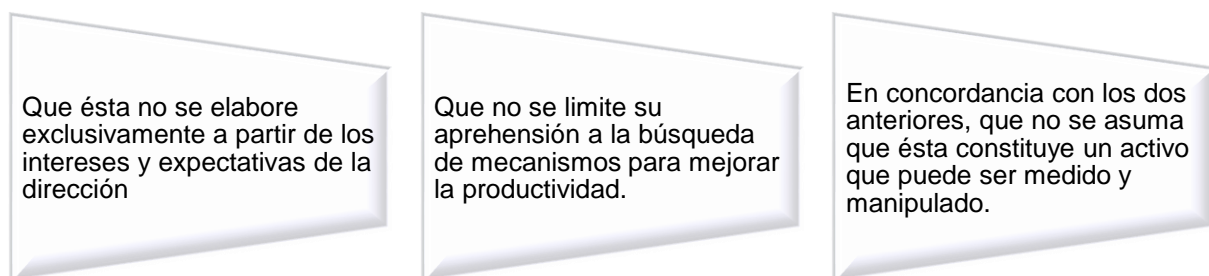 Que ésta no se elabore
exclusivamente a partir de los
intereses y expectativas de la
dirección
Que no se limite su
aprehensión a la búsqueda
de mecanismos para mejorar
la productividad.
En concordancia con los dos
anteriores, que no se asuma
que ésta constituye un activo
que puede ser medido y
manipulado.